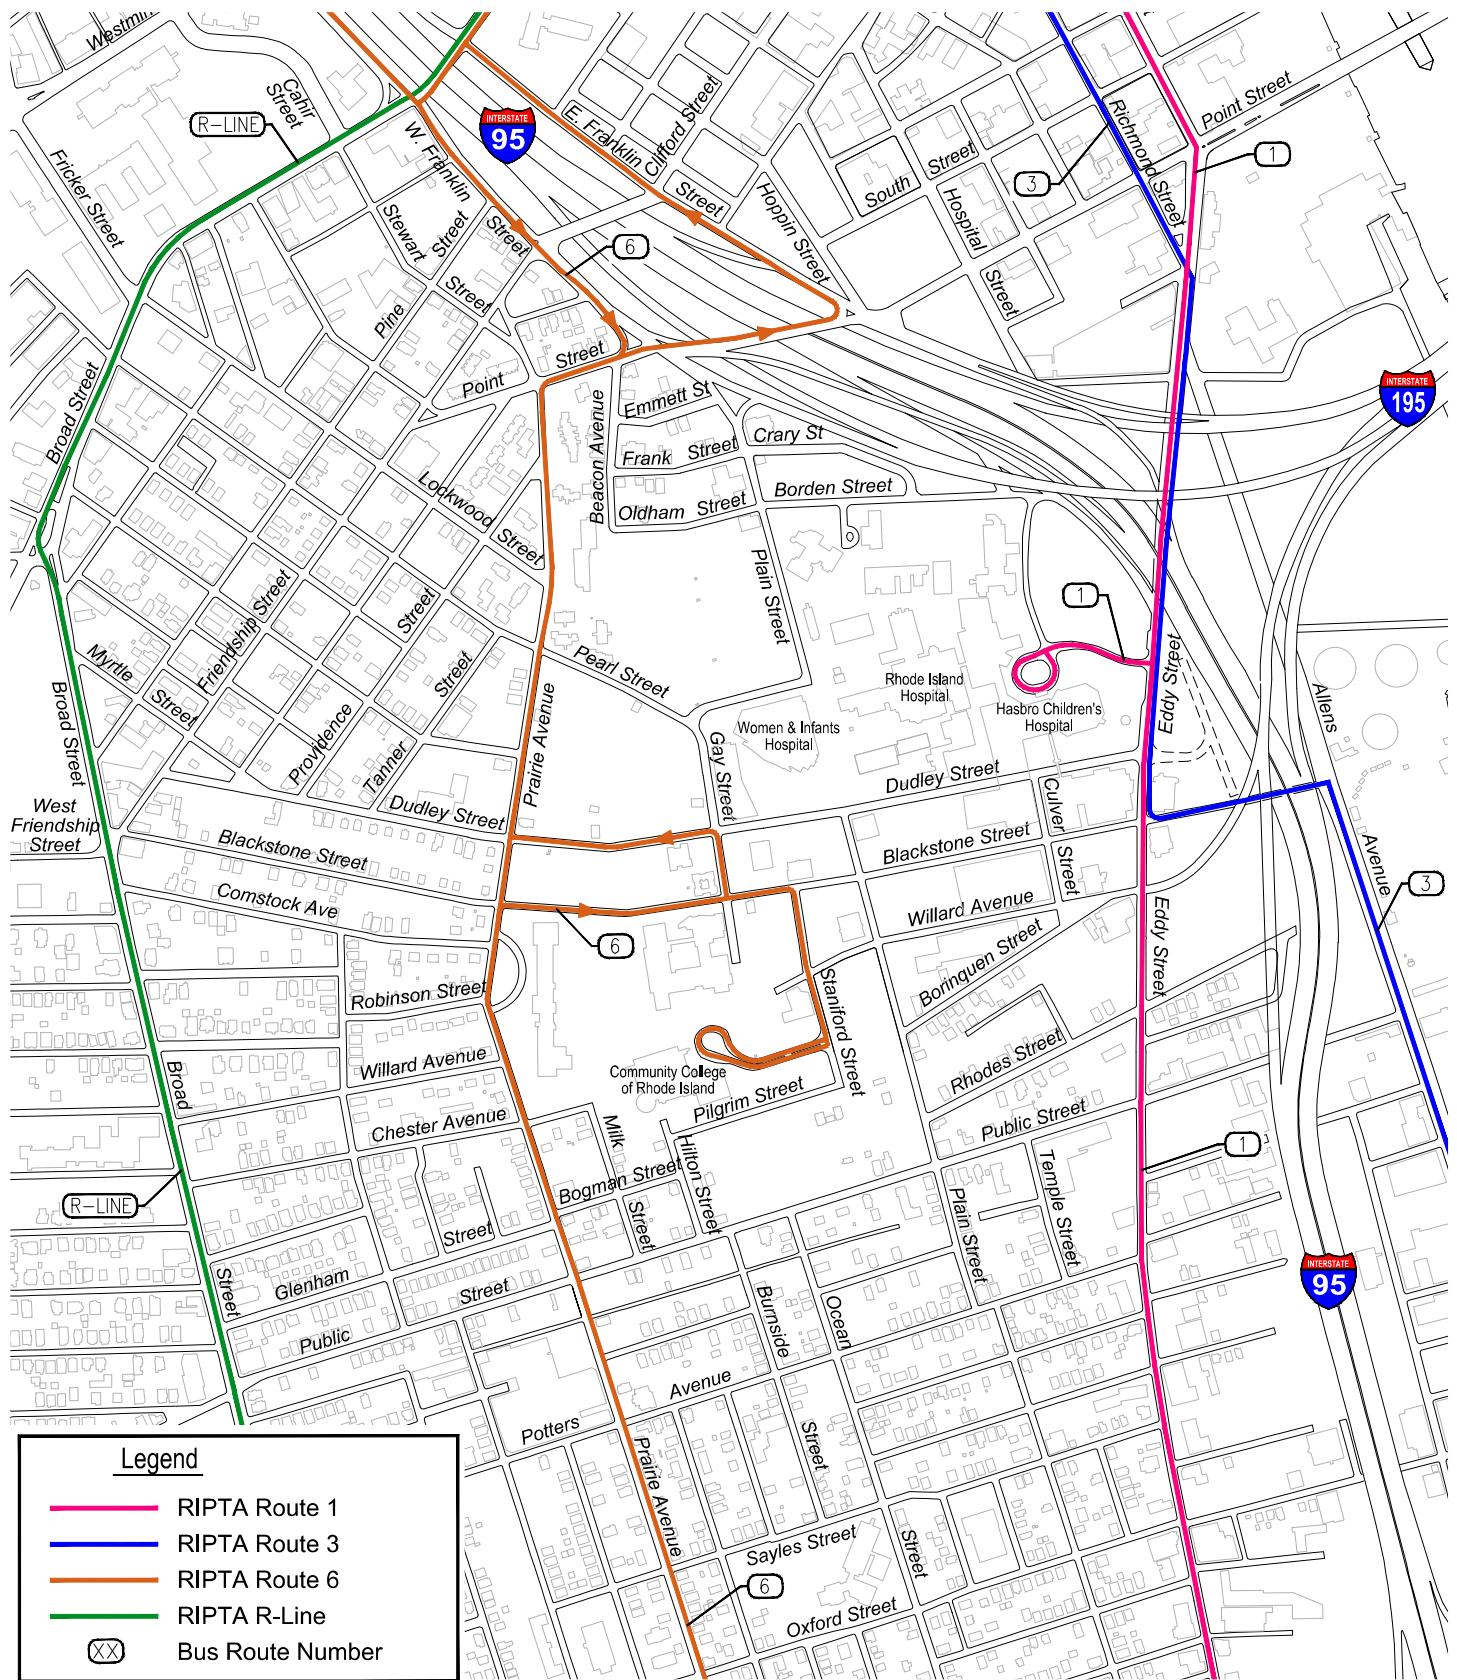 Westmin
Cahir
Street
R-LINE
INTERSTATE
95
W. Franklin
Street
E. Franklin
Street
Clifford Street
Hoppin Street
South
Street
Hospital
Street
Richmond Street
3
Point Street
1
Fricker Street
Stewart
Street
Pine
Street
6
Point
Street
INTERSTATE
195
Broad Street
Beacon Avenue
Emmett St
Crary St
Frank Street
Oldham Street
Borden Street
Lockwood
Street
Plain Street
Myrtle
Street
Friendship Street
Street
Street
Providence
Tanner
Pearl Street
Prairie Avenue
1
Rhode Island
Hospital
Hasbro Children's
Hospital
Women & Infants
Hospital
Eddy Street
Allens
Avenue
Broad Street
Gay Street
Dudley Street
Dudley Street
Culver
Street
West
Friendship
Street
Blackstone Street
Blackstone Street
Comstock Ave
Willard Avenue
3
6
Borinquen Street
Eddy Street
Robinson Street
Staniford Street
Willard Avenue
Community College
of Rhode Island
Rhodes Street
Broad
Street
Chester Avenue
Pilgrim Street
Public Street
Milk
Street
Hilton Street
Bogman Street
1
Temple Street
Plain Street
R-LINE
Street
Glenham
Street
Public
Burnside
Street
Ocean
Street
INTERSTATE
95
Avenue
Potters
Prairie Avenue
Sayles Street
6
Oxford Street
Legend
RIPTA Route 1
RIPTA Route 3
RIPTA Route 6
RIPTA R-Line
XX Bus Route Number